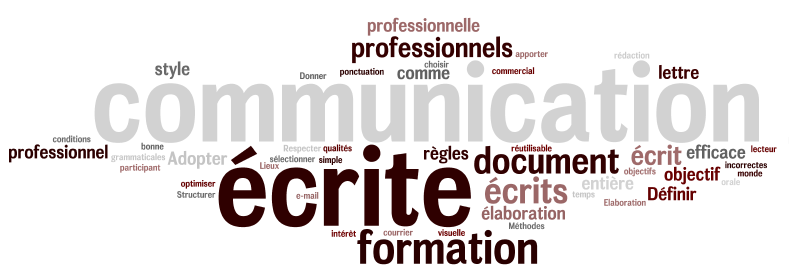 professionnelle
professionnels apporter
rédaction
style
choisir
Donner ponctuation comme commercial lettre
communication
conditions
professionnel bonne Respecter qualités règles réutilisable écrit efficace lecteur
grammaticales Adopter sélectionner simple document incorrectes
participant Lieux objectifs objectif monde
optimiser écrite écrits entière orale
Structurer e-mail temps Définir
élaboration Elaboration
Méthodes
intérêt courrier visuelle
formation